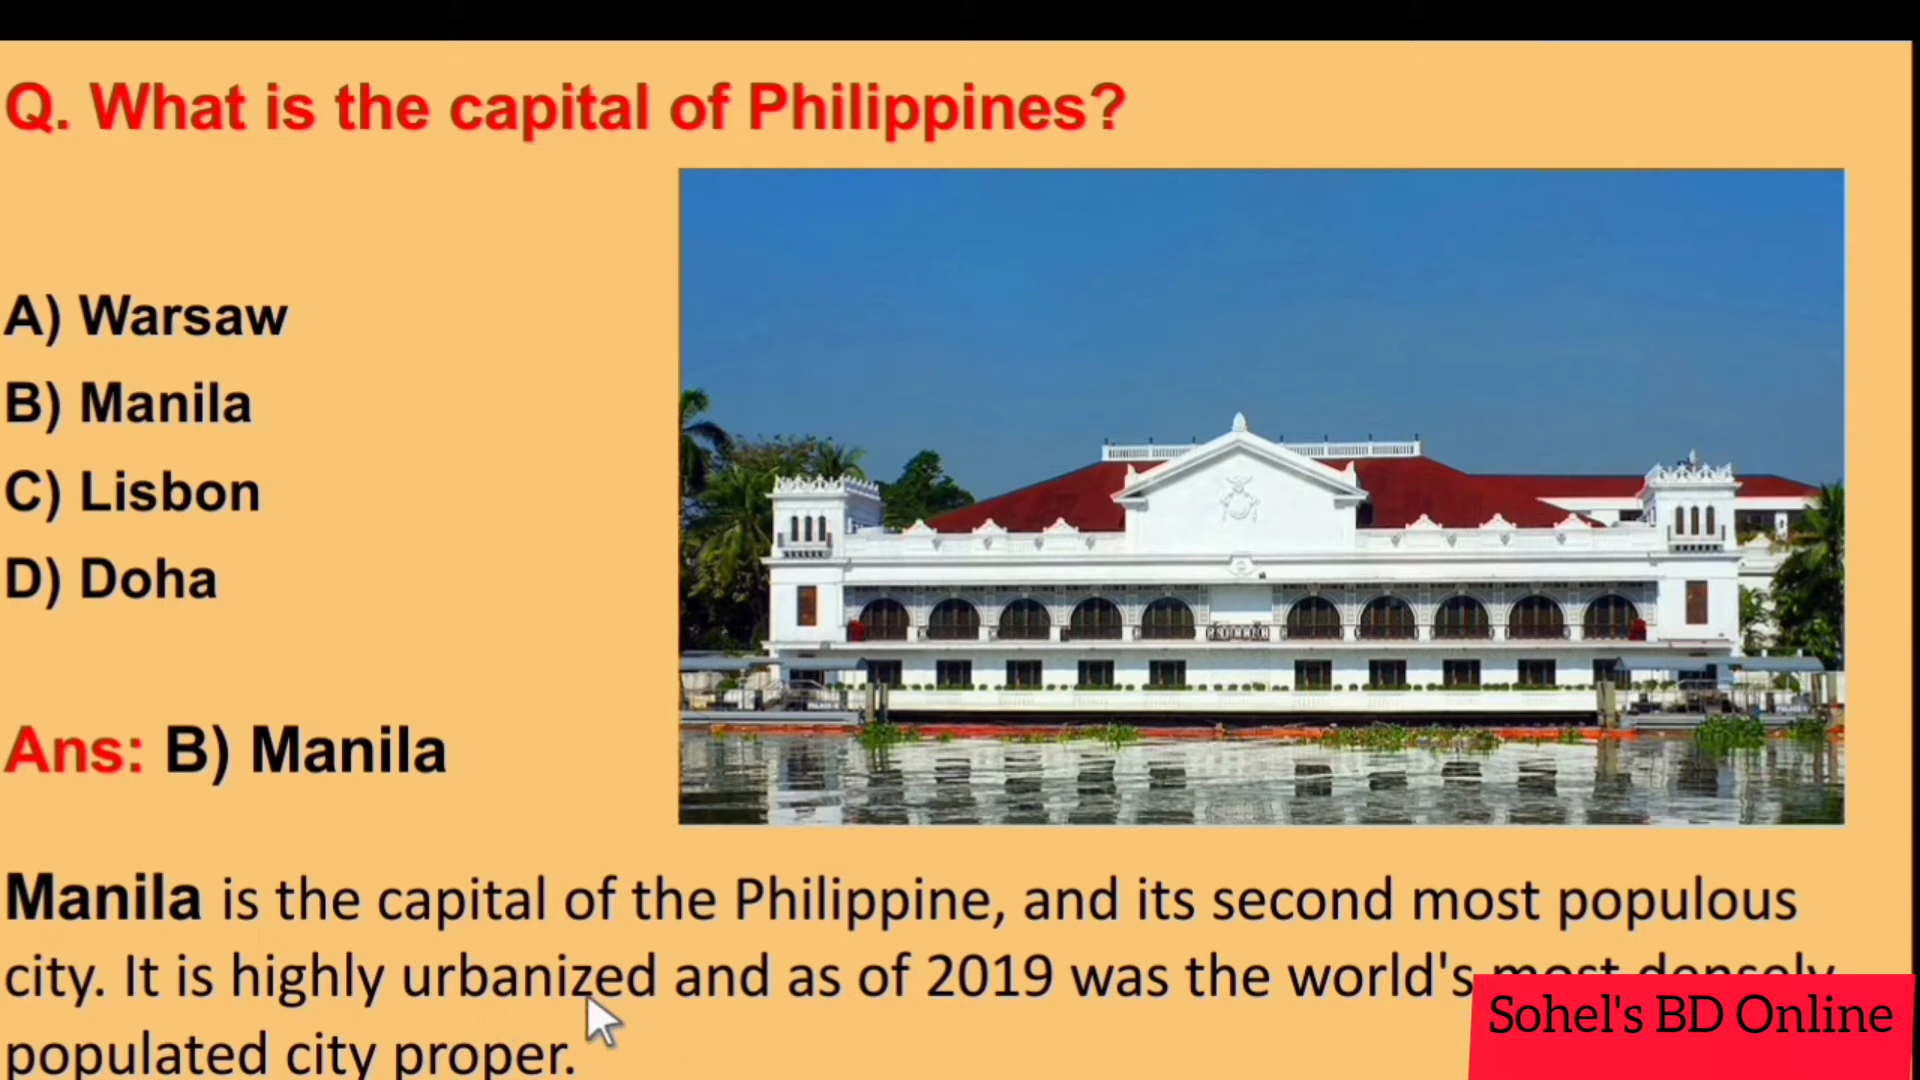 Q. What is the capital of Philippines?
A) Warsaw
B) Manila
C) Lisbon
D) Doha
Ans: B) Manila
Manila is the capital of the Philippine, and its second most populous
city. It is highly urbanized and as of 2019 was the world's most densely
populated city proper.
Sohel's BD Online